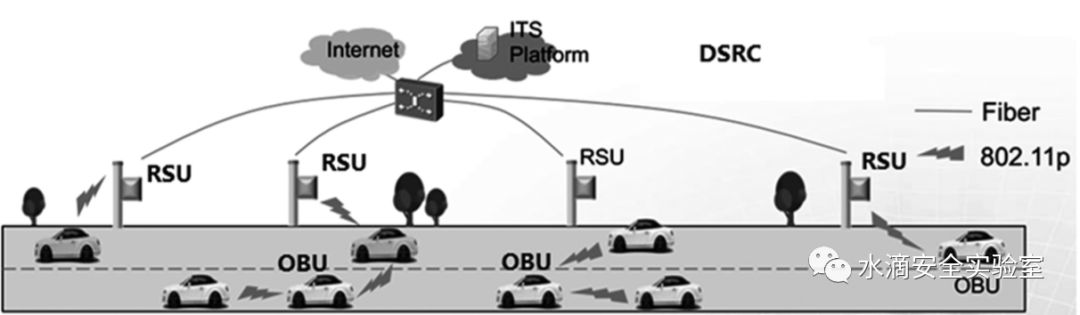 Internet
ITS
Platform
DSRC
Fiber
802.11p
RSU
RSU
RSU
RSU
OBU
OBU
OBU
水滴安全实验室